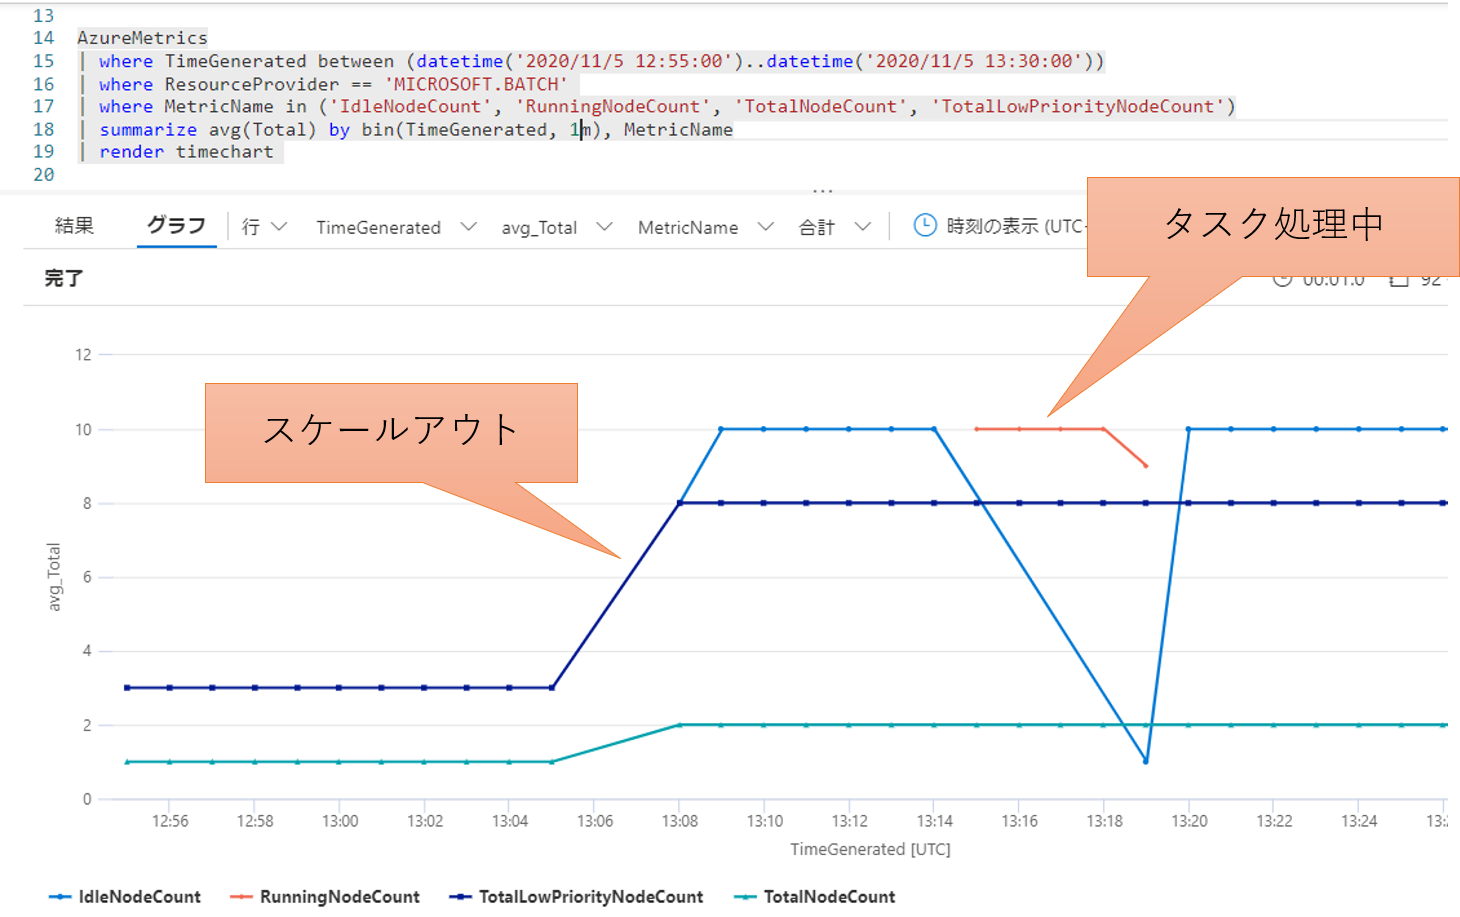 13
14 AzureMetrics
15 | where TimeGenerated between (datetime('2020/11/5 12:55:00')..datetime('2020/11/5 13:30:00'))
16 | where ResourceProvider == 'MICROSOFT.BATCH'
17 | where MetricName in ('IdleNodeCount', 'RunningNodeCount', 'TotalNodeCount', 'TotalLowPriorityNodeCount')
18 | summarize avg(Total) by bin(TimeGenerated, 1m), MetricName
19 | render timechart
20
...
結果 グラフ 行 TimeGenerated avg_Total MetricName 合計 時刻の表示 (UTC
タスク処理中
完了 00:01.0 92
スケールアウト
12
10
8
6
4
2
0
avg_Total
12:56 12:58 13:00 13:02 13:04 13:06 13:08 13:10 13:12 13:14 13:16 13:18 13:20 13:22 13:24
TimeGenerated [UTC]
IdleNodeCount RunningNodeCount TotalLowPriorityNodeCount TotalNodeCount